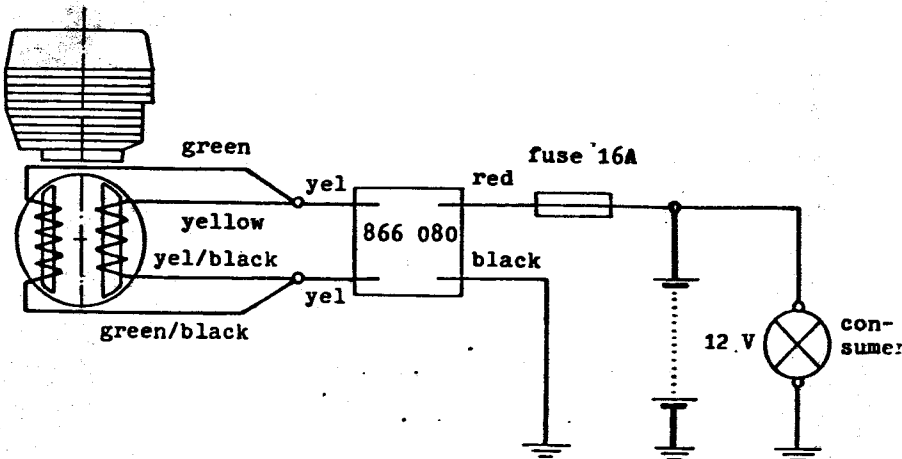 green
fuse 16A
yel
red
yellow
866 080
yel/black
black
yel
green/black
12 V
con-
sumer